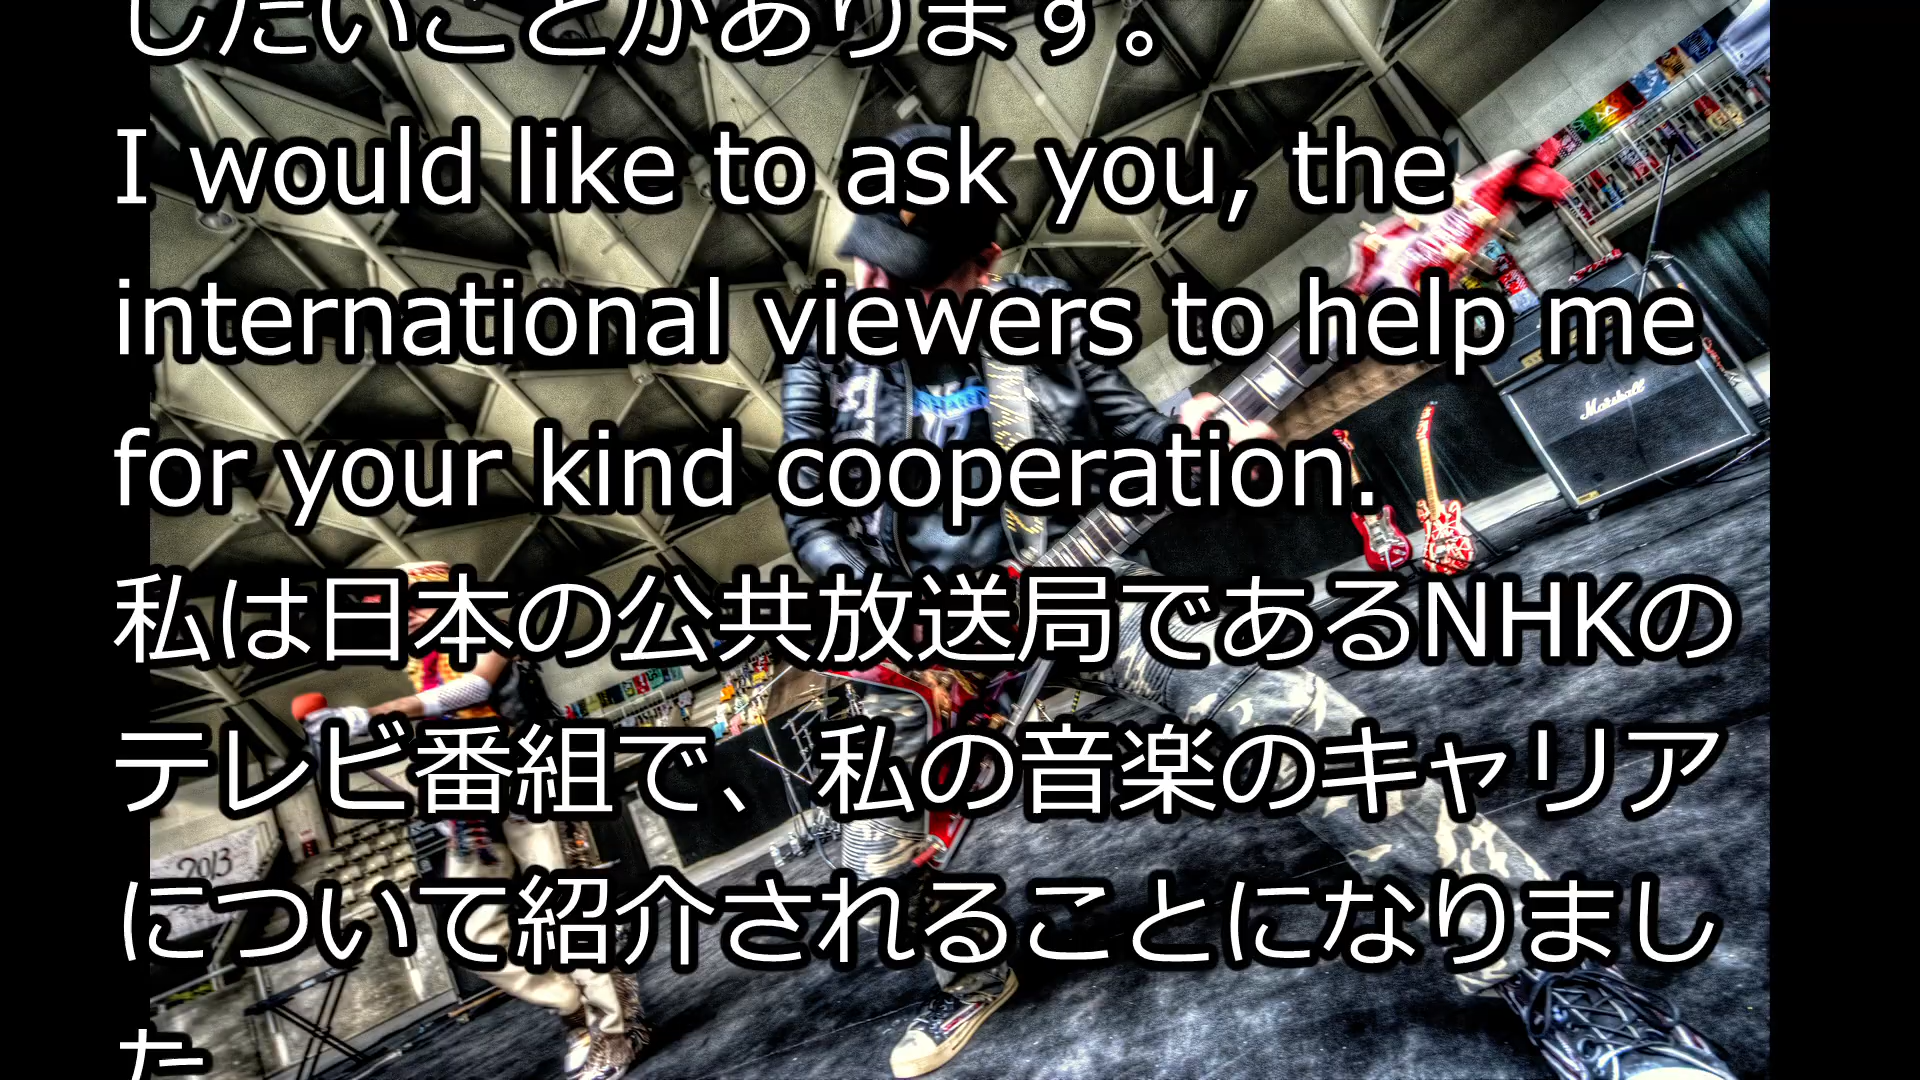 したいことがあります。
I would like to ask you, the
international viewers to help me
for your kind cooperation.
私は日本の公共放送局であるNHKの
テレビ番組で、私の音楽のキャリア
について紹介されることになりまし
た
Marshall
2013